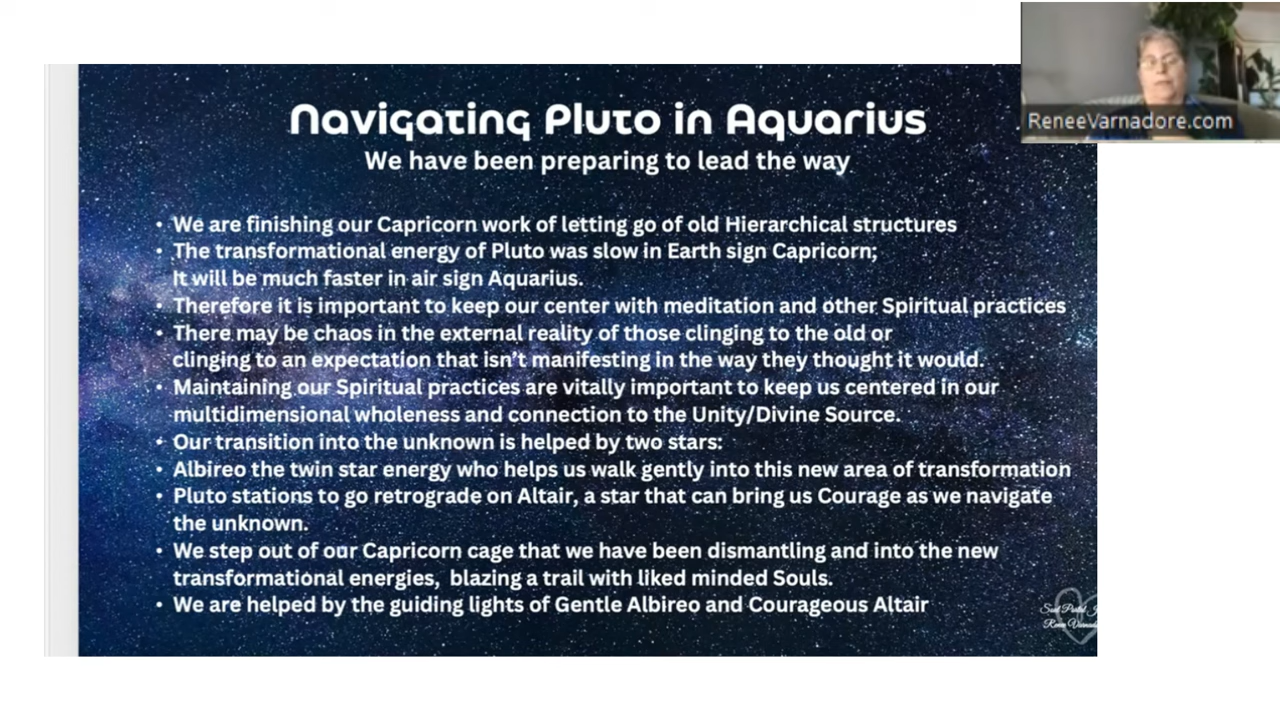 Navigating Pluto in Aquarius
We have been preparing to lead the way
ReneeVarnadore.com
• We are finishing our Capricorn work of letting go of old Hierarchical structures
• The transformational energy of Pluto was slow in Earth sign Capricorn;
It will be much faster in air sign Aquarius.
• Therefore it is important to keep our center with meditation and other Spiritual practices
• There may be chaos in the external reality of those clinging to the old or
clinging to an expectation that isn't manifesting in the way they thought it would.
• Maintaining our Spiritual practices are vitally important to keep us centered in our
multidimensional wholeness and connection to the Unity/Divine Source.
• Our transition into the unknown is helped by two stars:
• Albireo the twin star energy who helps us walk gently into this new area of transformation
• Pluto stations to go retrograde on Altair, a star that can bring us Courage as we navigate
the unknown.
• We step out of our Capricorn cage that we have been dismantling and into the new
transformational energies, blazing a trail with liked minded Souls.
• We are helped by the guiding lights of Gentle Albireo and Courageous Altair